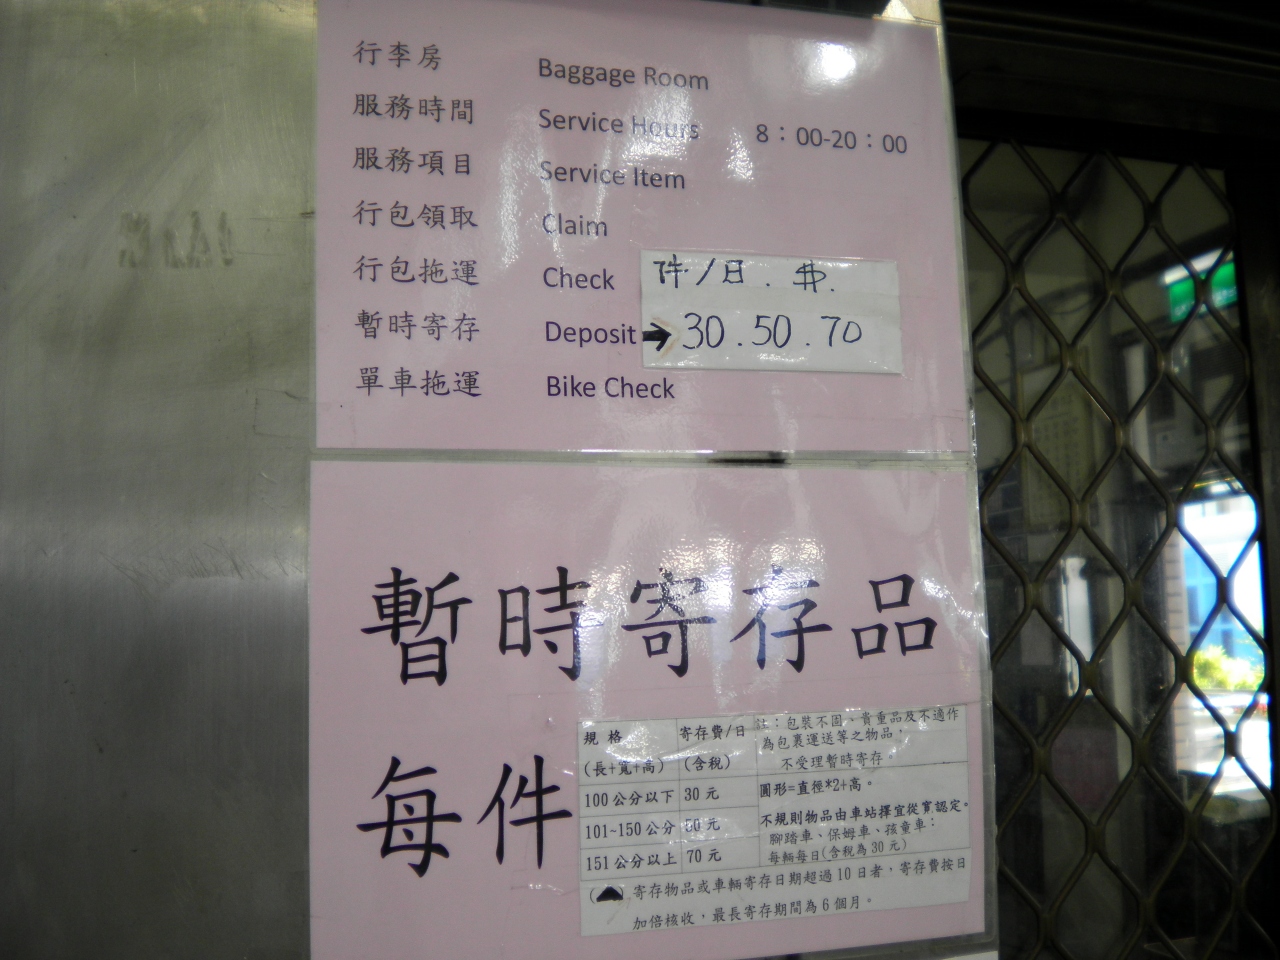 行李房 Baggage Room
服務時間 Service Hours 8：00-20：00
服務項目 Service Item
行包領取 Claim
行包拖運 Check 件/日.
暫時寄存 Deposit → 30.50.70
單車拖運 Bike Check
暫時寄存品
每件
規格 寄存費/日 註：包裝不固、貴重品及不適作
(長+寬+高) (含稅) 為包裹運送等之物品，
不受理暫時寄存。
100公分以下 30元 圓形=直徑*2+高。
101~150公分 50元 不規則物品由車站擇宜從實認定。
腳踏車、保姆車、孩童車：
151公分以上 70元 每輛每日(含稅為30元)
(▲ 寄存物品或車輛寄存日期超過10日者，寄存費按日
加倍核收，最長寄存期間為6個月。